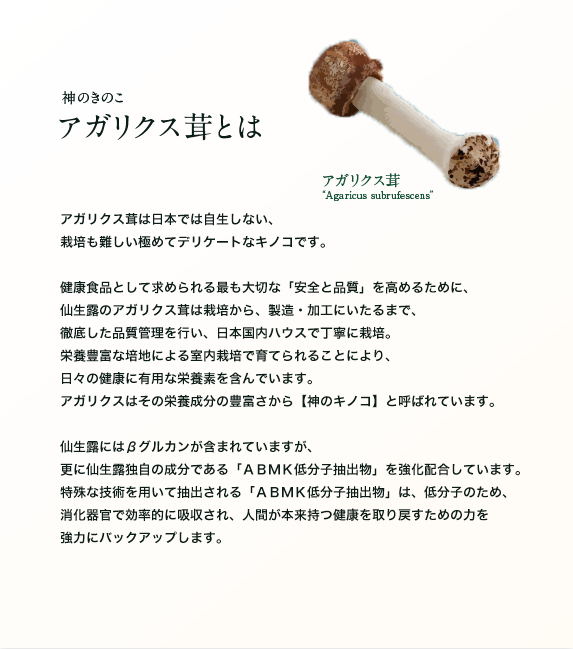 神のきのこ
アガリクス茸とは
アガリクス茸
“Agaricus subrufescens”
アガリクス茸は日本では自生しない、
栽培も難しい極めてデリケートなキノコです。
健康食品として求められる最も大切な「安全と品質」を高めるために、
仙生露のアガリクス茸は栽培から、製造・加工にいたるまで、
徹底した品質管理を行い、日本国内ハウスで丁寧に栽培。
栄養豊富な培地による室内栽培で育てられることにより、
日々の健康に有用な栄養素を含んでいます。
アガリクスはその栄養成分の豊富さから【神のキノコ】と呼ばれています。
仙生露にはβグルカンが含まれていますが、
更に仙生露独自の成分である「ＡＢＭＫ低分子抽出物」を強化配合しています。
特殊な技術を用いて抽出される「ＡＢＭＫ低分子抽出物」は、低分子のため、
消化器官で効率的に吸収され、人間が本来持つ健康を取り戻すための力を
強力にバックアップします。